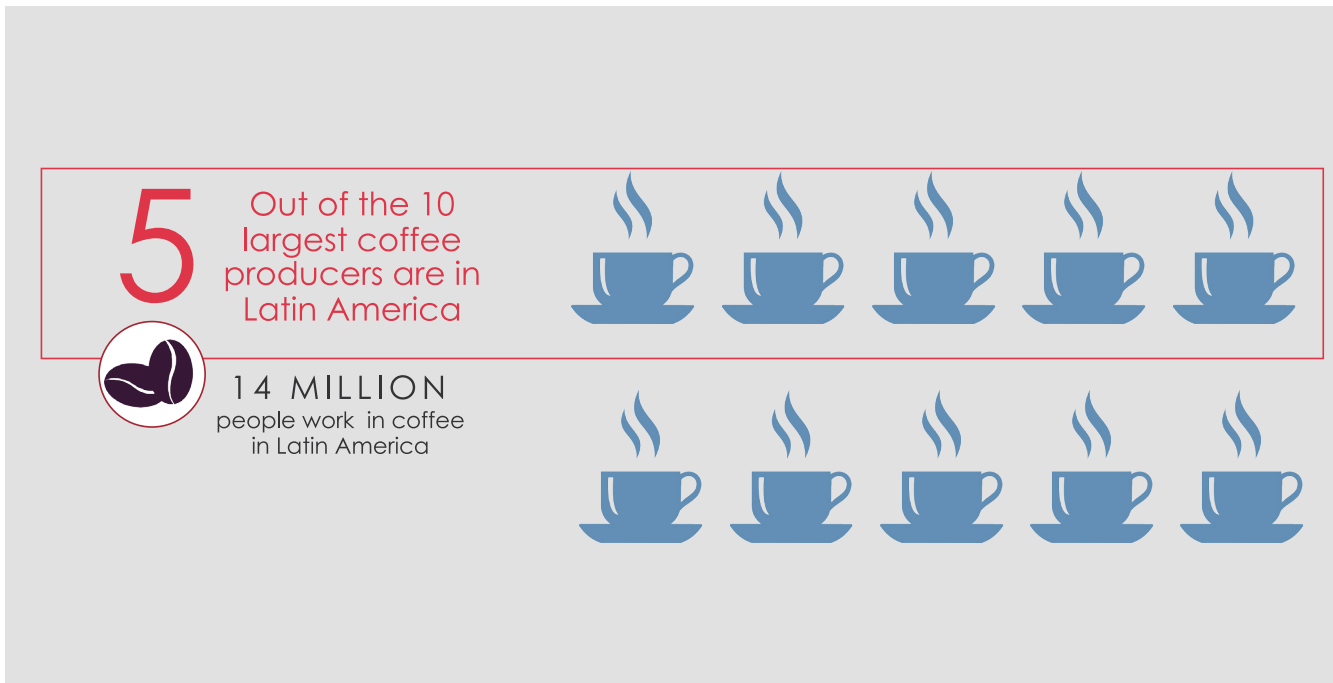 5
Out of the 10
largest coffee
producers are in
Latin America
14 MILLION
people work in coffee
in Latin America